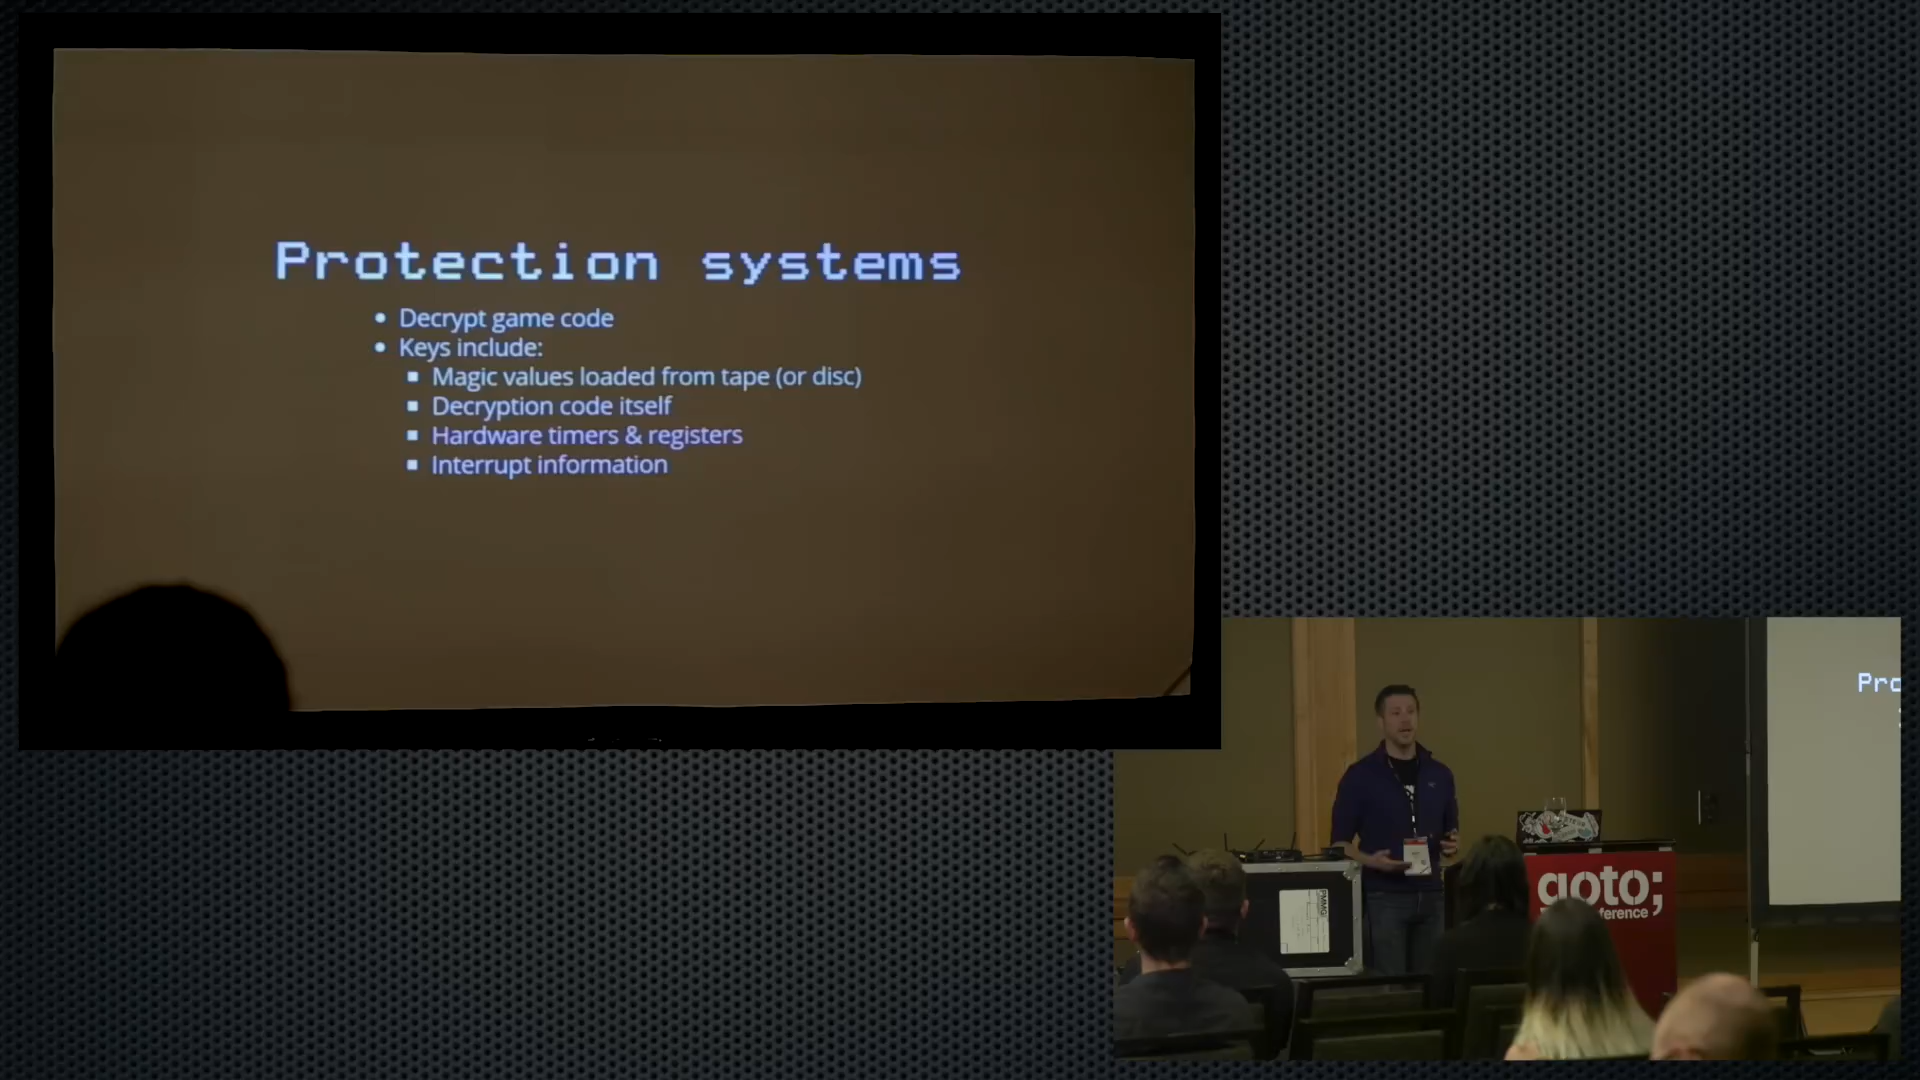 Protection systems
Decrypt game code
Keys include:
Magic values loaded from tape (or disc)
Decryption code itself
Hardware timers & registers
Interrupt information
Pro
goto;
ference